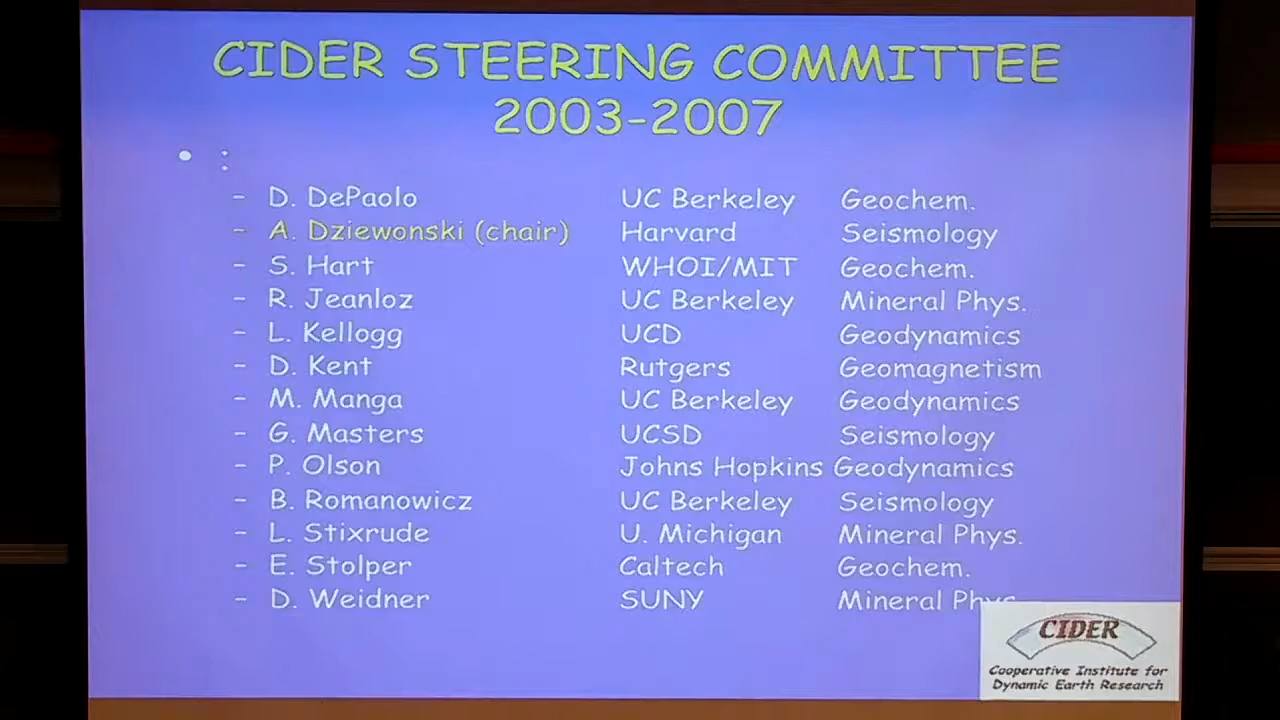 CIDER STEERING COMMITTEE
2003-2007
• :
– D. DePaolo UC Berkeley Geochem.
– A. Dziewonski (chair) Harvard Seismology
– S. Hart WHOI/MIT Geochem.
– R. Jeanloz UC Berkeley Mineral Phys.
– L. Kellogg UCD Geodynamics
– D. Kent Rutgers Geomagnetism
– M. Manga UC Berkeley Geodynamics
– G. Masters UCSD Seismology
– P. Olson Johns Hopkins Geodynamics
– B. Romanowicz UC Berkeley Seismology
– L. Stixrude U. Michigan Mineral Phys.
– E. Stolper Caltech Geochem.
– D. Weidner SUNY Mineral Phys.
CIDER
Cooperative Institute for
Dynamic Earth Research